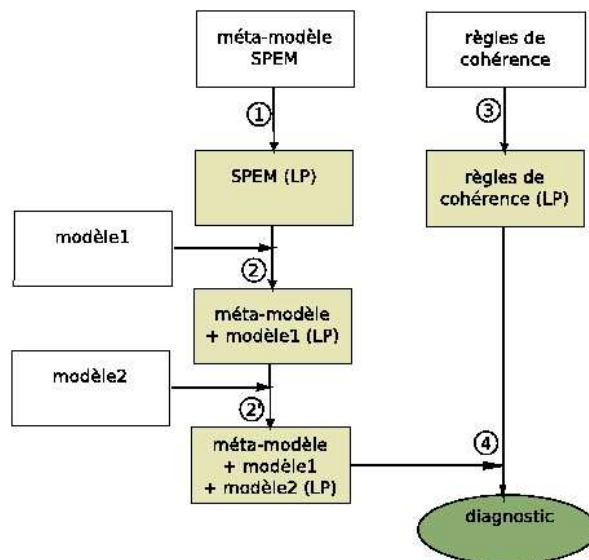 méta-modèle
SPEM
règles de
cohérence
①
③
SPEM (LP)
règles de
cohérence (LP)
modèle1
②
méta-modèle
+ modèle1 (LP)
modèle2
②'
méta-modèle
+ modèle1
+ modèle2 (LP)
④
diagnostic